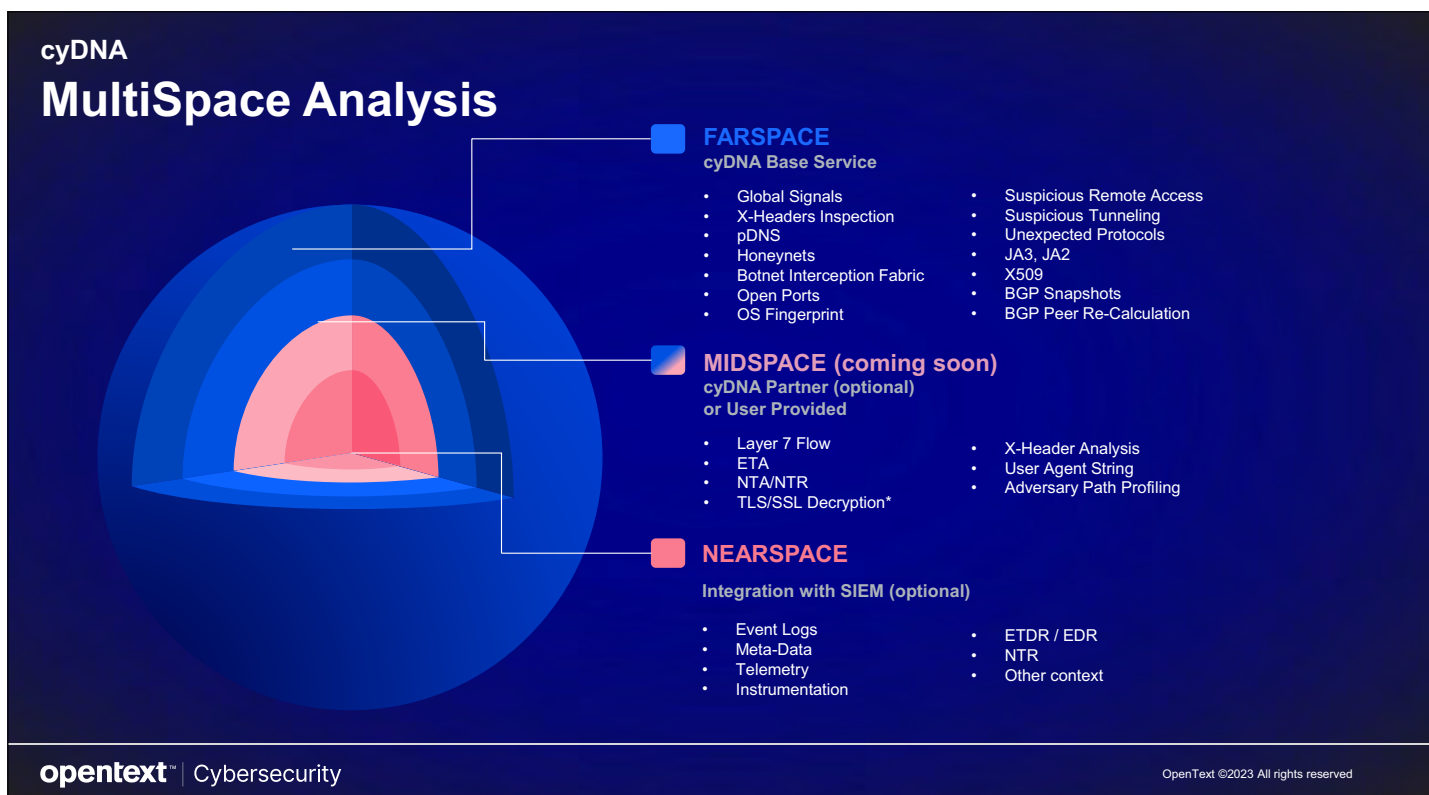 cyDNA
MultiSpace Analysis
FARSPACE
cyDNA Base Service
• Global Signals
• X-Headers Inspection
• pDNS
• Honeynets
• Botnet Interception Fabric
• Open Ports
• OS Fingerprint
• Suspicious Remote Access
• Suspicious Tunneling
• Unexpected Protocols
• JA3, JA2
• X509
• BGP Snapshots
• BGP Peer Re-Calculation
MIDSPACE (coming soon)
cyDNA Partner (optional)
or User Provided
• Layer 7 Flow
• ETA
• NTA/NTR
• TLS/SSL Decryption*
• X-Header Analysis
• User Agent String
• Adversary Path Profiling
NEARSPACE
Integration with SIEM (optional)
• Event Logs
• Meta-Data
• Telemetry
• Instrumentation
• ETDR / EDR
• NTR
• Other context
opentext™ | Cybersecurity
OpenText ©2023 All rights reserved